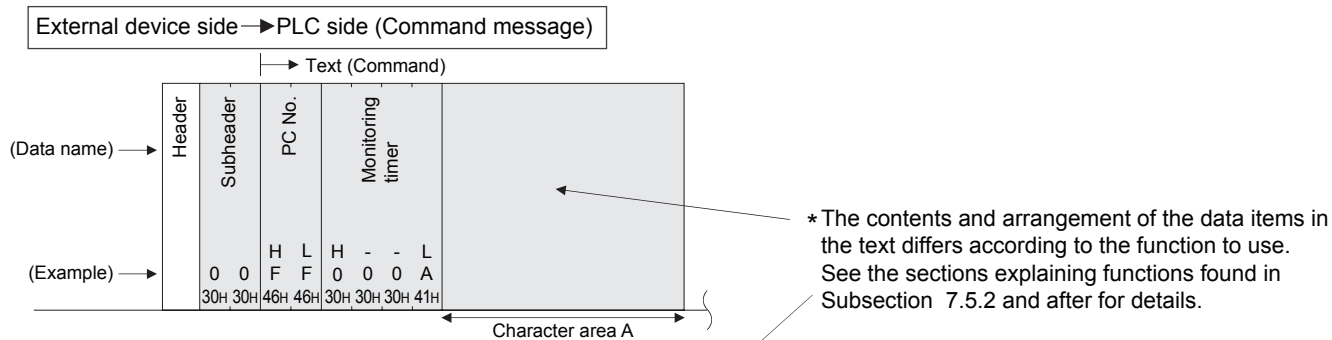 External device side → PLC side (Command message)
Text (Command)
(Data name)
Header
Subheader
PC No.
Monitoring
timer
(Example)
H L H - - L
0 0 F F 0 0 0 A
30H 30H 46H 46H 30H 30H 30H 41H
Character area A
* The contents and arrangement of the data items in
the text differs according to the function to use.
See the sections explaining functions found in
Subsection 7.5.2 and after for details.